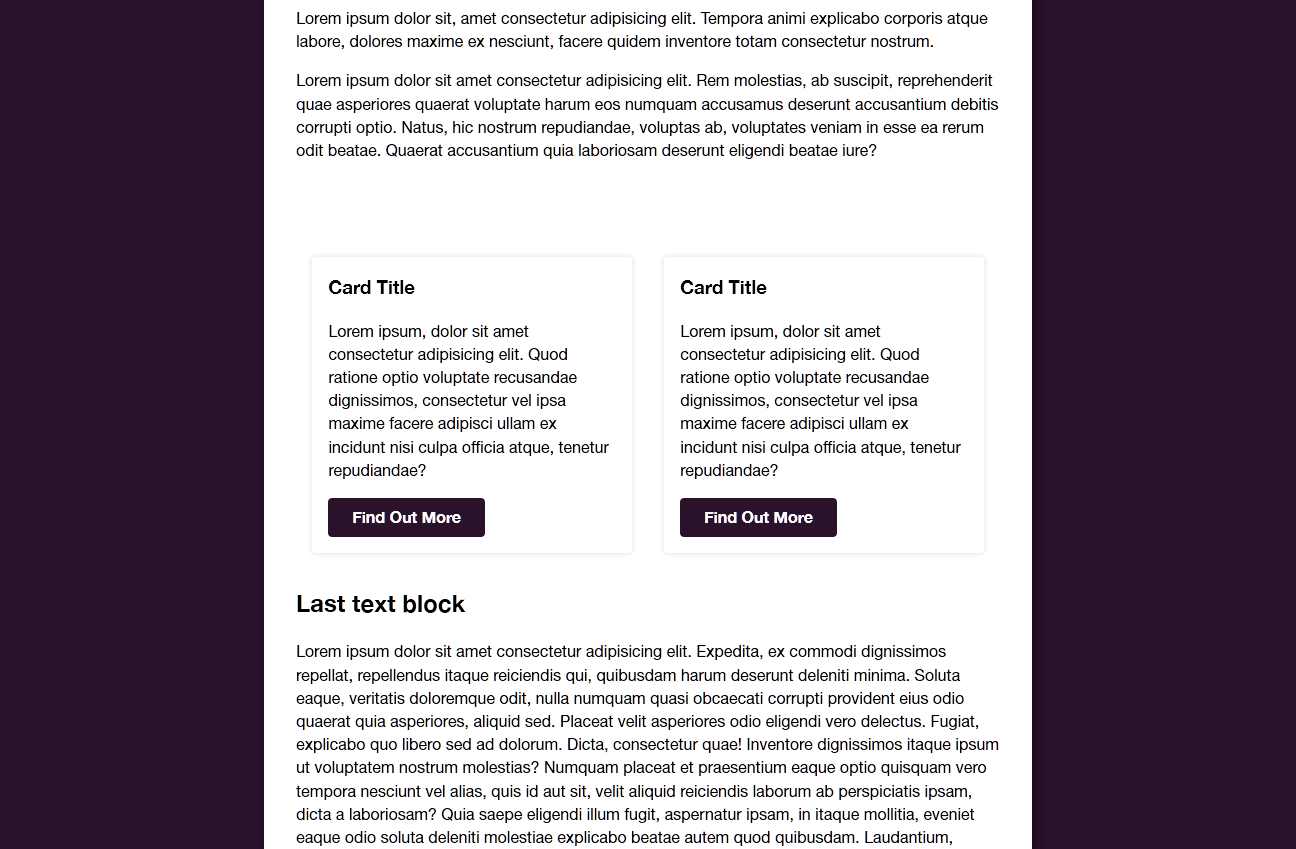 Lorem ipsum dolor sit, amet consectetur adipisicing elit. Tempora animi explicabo corporis atque
labore, dolores maxime ex nesciunt, facere quidem inventore totam consectetur nostrum.
Lorem ipsum dolor sit amet consectetur adipisicing elit. Rem molestias, ab suscipit, reprehenderit
quae asperiores quaerat voluptate harum eos numquam accusamus deserunt accusantium debitis
corrupti optio. Natus, hic nostrum repudiandae, voluptas ab, voluptates veniam in esse ea rerum
odit beatae. Quaerat accusantium quia laboriosam deserunt eligendi beatae iure?
Card Title
Lorem ipsum, dolor sit amet
consectetur adipisicing elit. Quod
ratione optio voluptate recusandae
dignissimos, consectetur vel ipsa
maxime facere adipisci ullam ex
incidunt nisi culpa officia atque, tenetur
repudiandae?
Find Out More
Card Title
Lorem ipsum, dolor sit amet
consectetur adipisicing elit. Quod
ratione optio voluptate recusandae
dignissimos, consectetur vel ipsa
maxime facere adipisci ullam ex
incidunt nisi culpa officia atque, tenetur
repudiandae?
Find Out More
Last text block
Lorem ipsum dolor sit amet consectetur adipisicing elit. Expedita, ex commodi dignissimos
repellat, repellendus itaque reiciendis qui, quibusdam harum deserunt deleniti minima. Soluta
eaque, veritatis doloremque odit, nulla numquam quasi obcaecati corrupti provident eius odio
quaerat quia asperiores, aliquid sed. Placeat velit asperiores odio eligendi vero delectus. Fugiat,
explicabo quo libero sed ad dolorum. Dicta, consectetur quae! Inventore dignissimos itaque ipsum
ut voluptatem nostrum molestias? Numquam placeat et praesentium eaque optio quisquam vero
tempora nesciunt vel alias, quis id aut sit, velit aliquid reiciendis laborum ab perspiciatis ipsam,
dicta a laboriosam? Quia saepe eligendi illum fugit, aspernatur ipsam, in itaque mollitia, eveniet
eaque odio soluta deleniti molestiae explicabo beatae autem quod quibusdam. Laudantium,